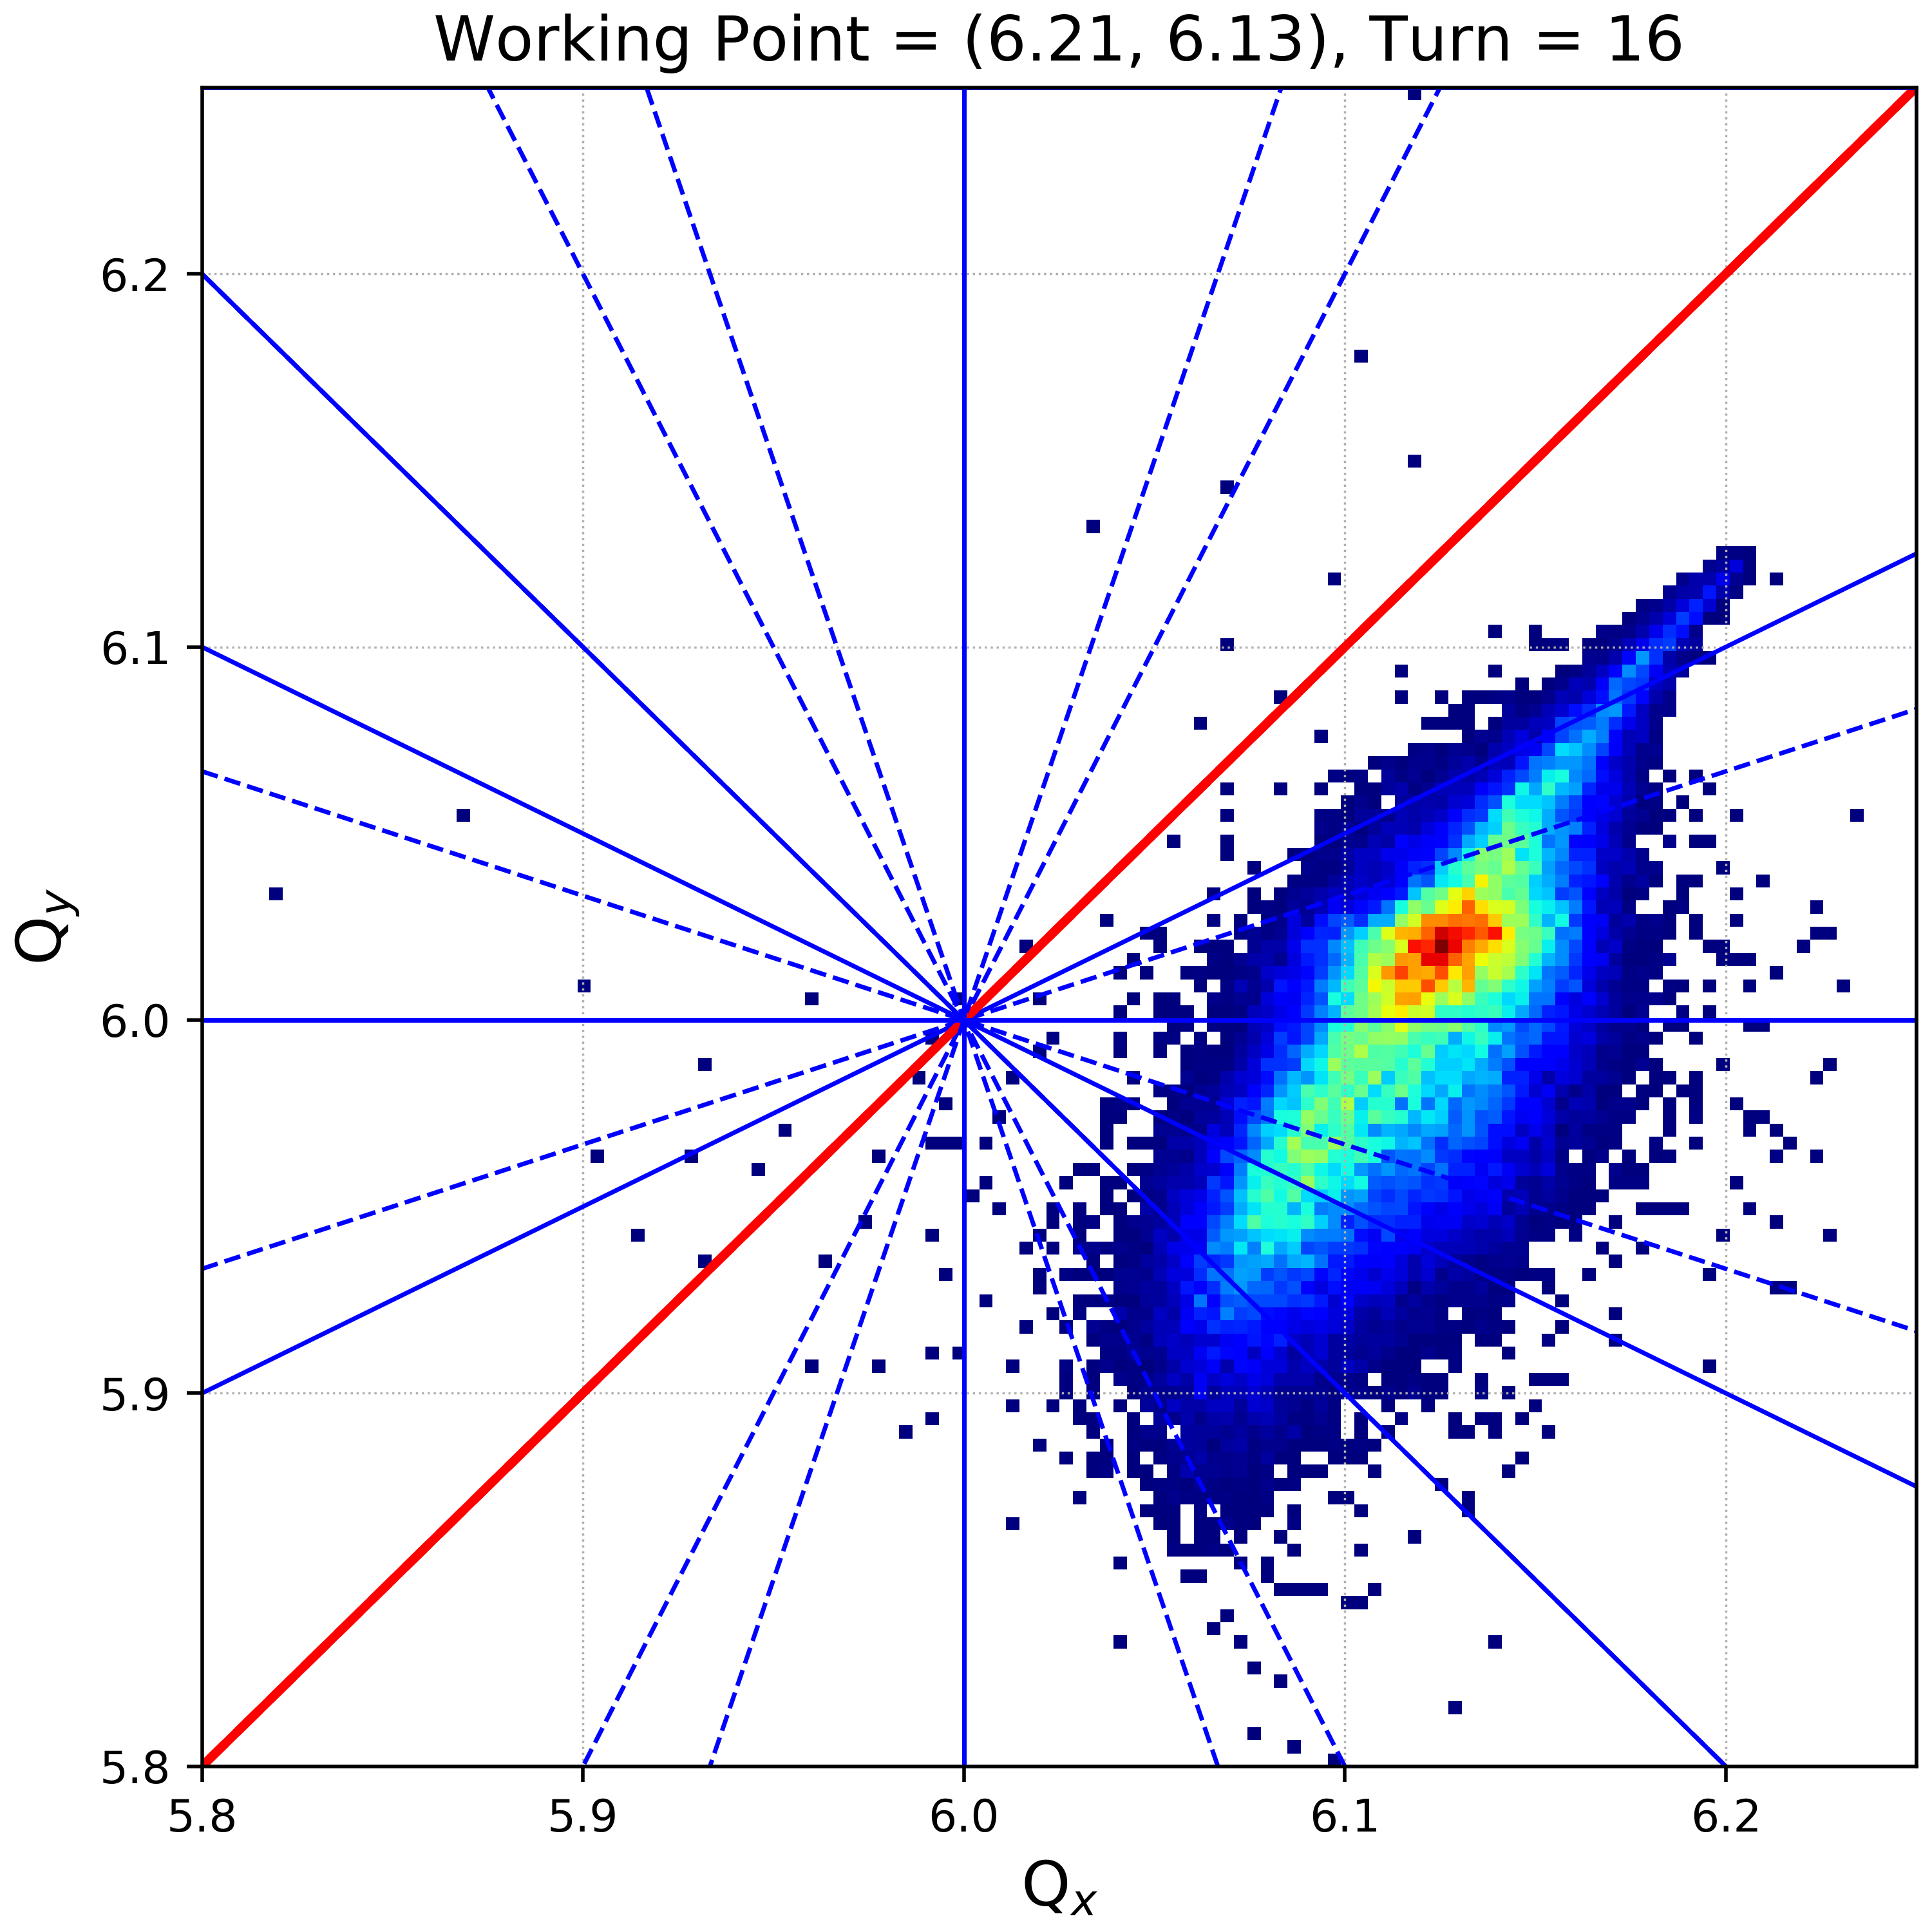 Working Point = (6.21, 6.13), Turn = 16
6.2
6.1
6.0
5.9
5.8
Qy
5.8 5.9 6.0 6.1 6.2
Qx